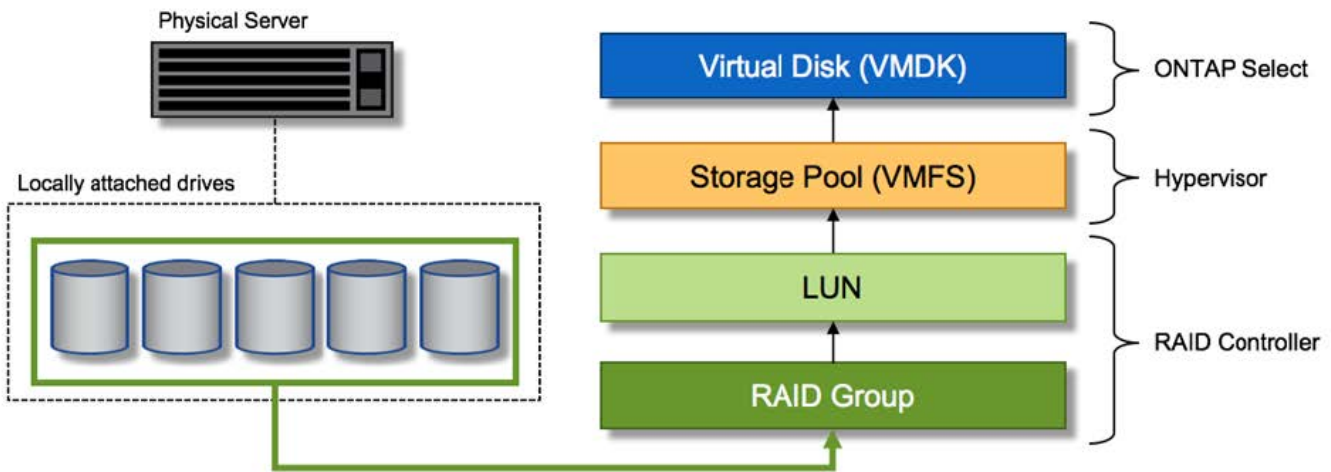 Physical Server
Locally attached drives
Virtual Disk (VMDK)
ONTAP Select
Storage Pool (VMFS)
Hypervisor
LUN
RAID Controller
RAID Group